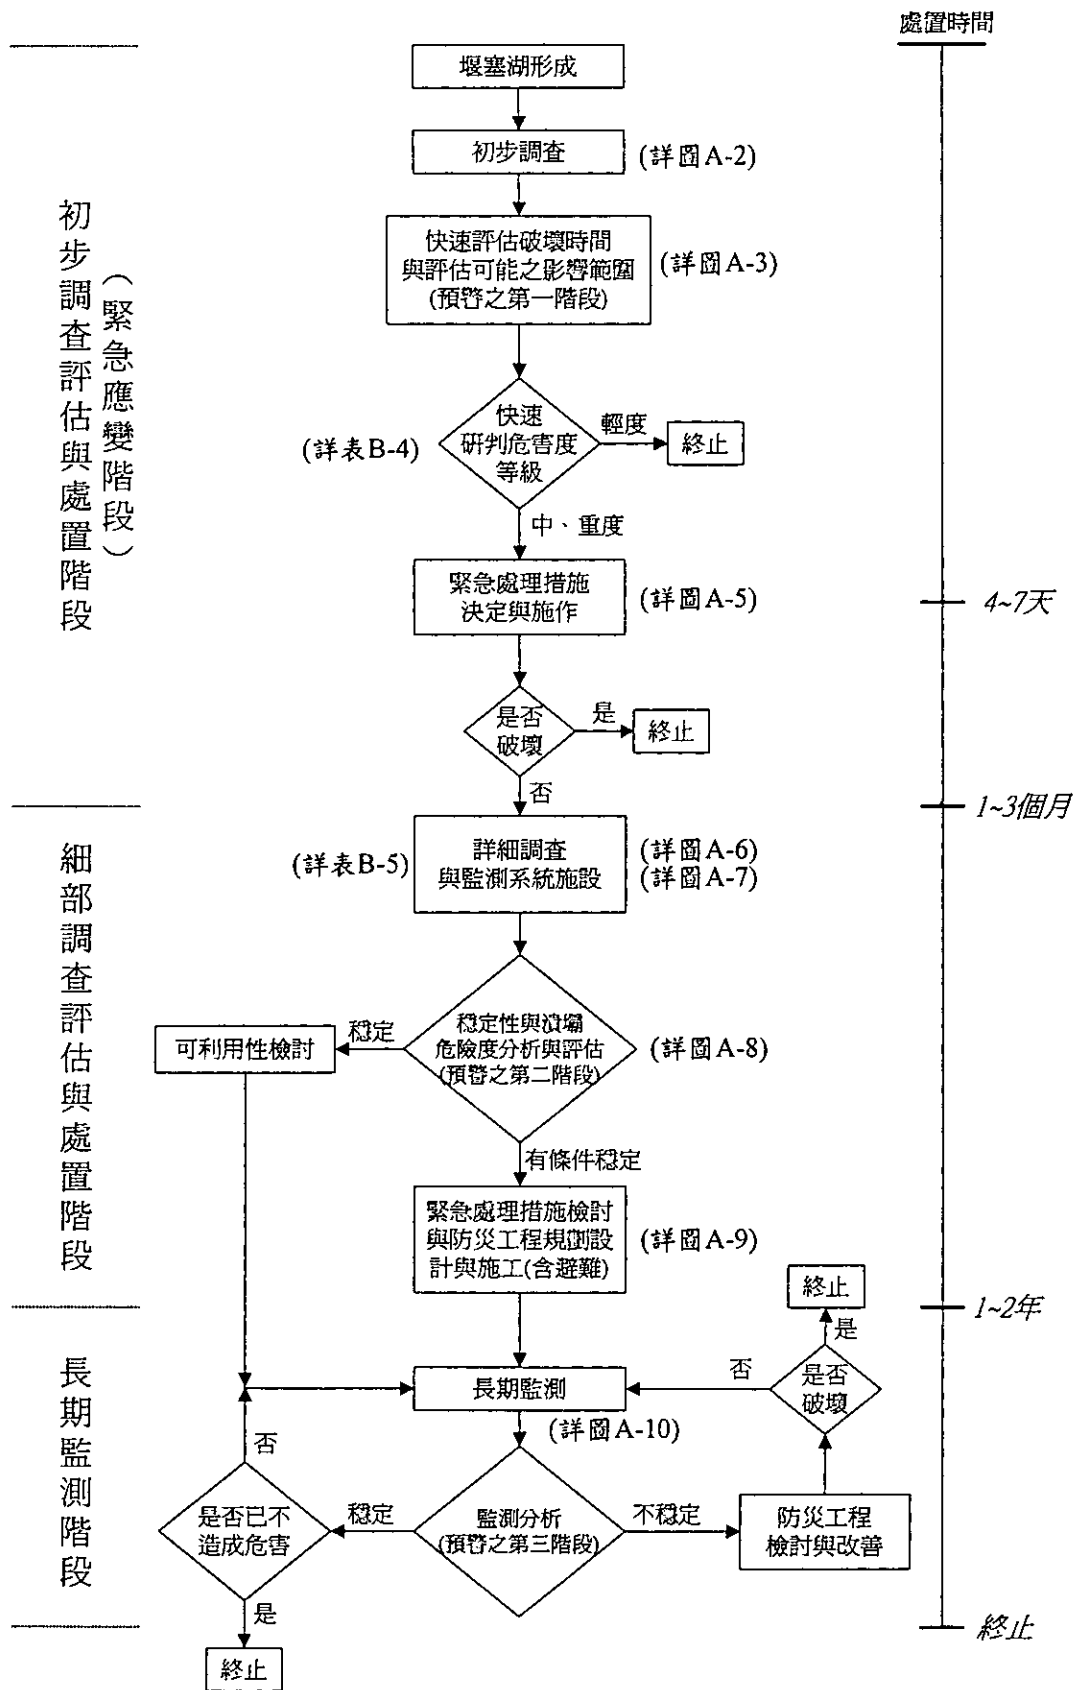 處置時間
堰塞湖形成
初步調查
(詳圖A-2)
初步調查評估與處置階段
(緊急應變階段)
快速評估破壞時間
與評估可能之影響範圍
(預警之第一階段)
(詳圖A-3)
快速
研判危害度
等級
(詳表B-4)
輕度
終止
中、重度
緊急處理措施
決定與施作
(詳圖A-5)
4~7天
是否
破壞
是
終止
否
1~3個月
細部調查評估與處置階段
詳細調查
與監測系統施設
(詳表B-5)
(詳圖A-6)
(詳圖A-7)
穩定性與潰壩
危險度分析與評估
(預警之第二階段)
(詳圖A-8)
穩定
可利用性檢討
有條件穩定
緊急處理措施檢討
與防災工程規劃設
計與施工(含避難)
(詳圖A-9)
終止
1~2年
是
長期監測階段
長期監測
否
是否
破壞
(詳圖A-10)
否
是否已不
造成危害
穩定
監測分析
(預警之第三階段)
不穩定
防災工程
檢討與改善
是
終止
終止